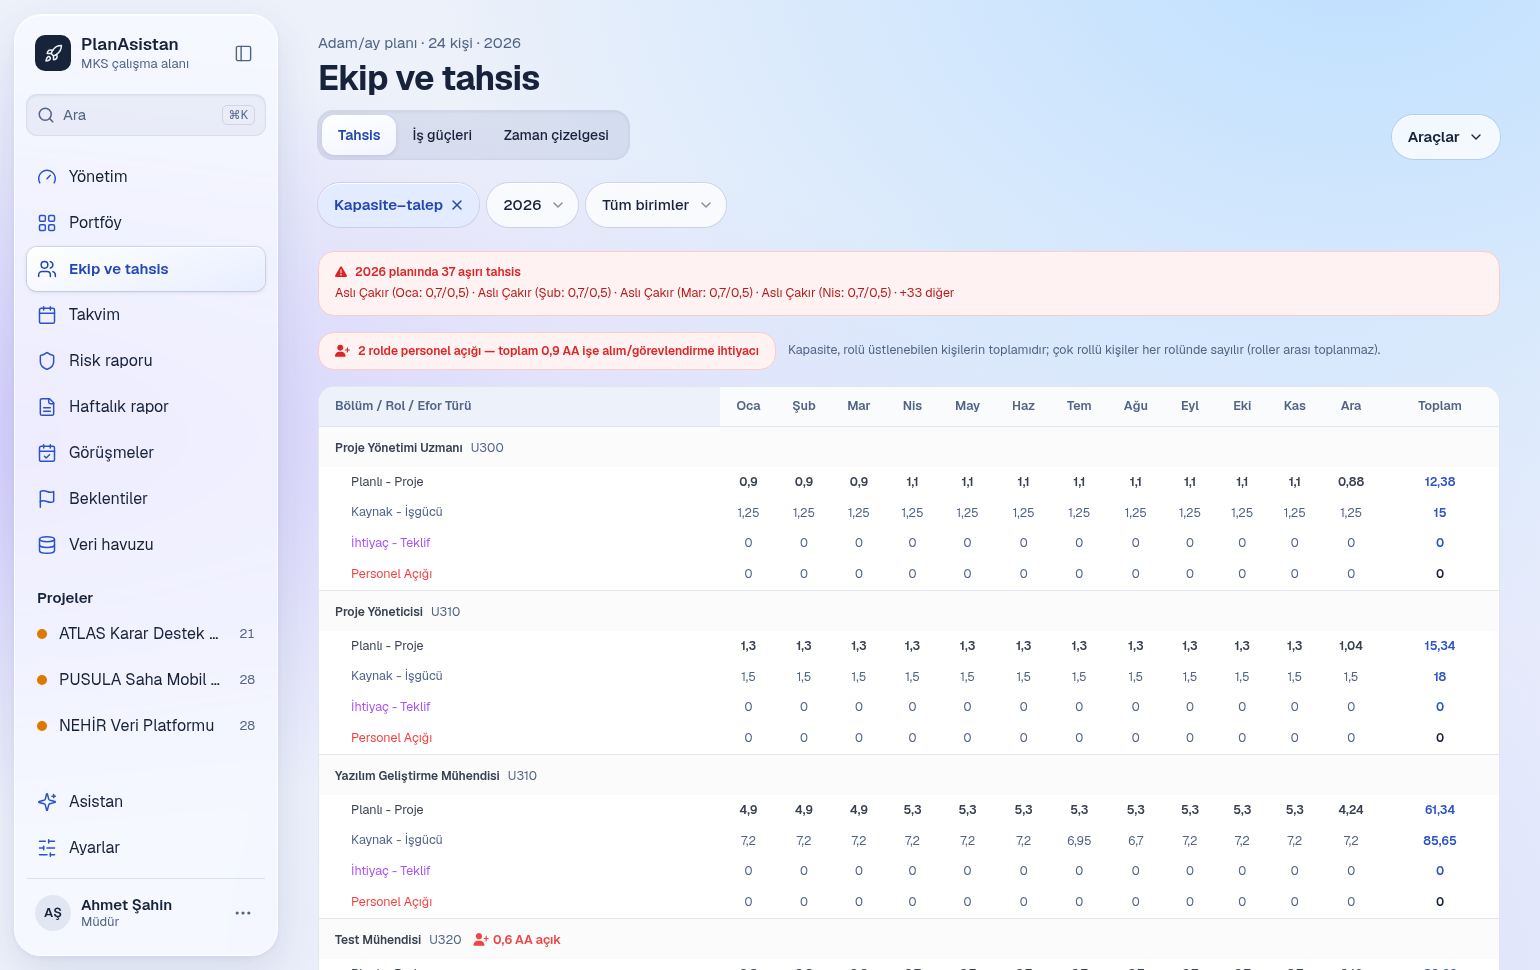 PlanAsistan
MKS çalışma alanı
Ara ⌘K
Yönetim
Portföy
Ekip ve tahsis
Takvim
Risk raporu
Haftalık rapor
Görüşmeler
Beklentiler
Veri havuzu
Projeler
ATLAS Karar Destek ... 21
PUSULA Saha Mobil ... 28
NEHİR Veri Platformu 28
Asistan
Ayarlar
AŞ Ahmet Şahin
Müdür
Adam/ay planı · 24 kişi · 2026
Ekip ve tahsis
Tahsis İş güçleri Zaman çizelgesi
Araçlar
Kapasite–talep 2026 Tüm birimler
2026 planında 37 aşırı tahsis
Aslı Çakır (Oca: 0,7/0,5) · Aslı Çakır (Şub: 0,7/0,5) · Aslı Çakır (Mar: 0,7/0,5) · Aslı Çakır (Nis: 0,7/0,5) · +33 diğer
2 rolde personel açığı — toplam 0,9 AA işe alım/görevlendirme ihtiyacı
Kapasite, rolü üstlenebilen kişilerin toplamıdır; çok rollü kişiler her rolünde sayılır (roller arası toplanmaz).
Bölüm / Rol / Efor Türü Oca Şub Mar Nis May Haz Tem Ağu Eyl Eki Kas Ara Toplam
Proje Yönetimi Uzmanı U300
Planlı - Proje 0,9 0,9 0,9 1,1 1,1 1,1 1,1 1,1 1,1 1,1 1,1 0,88 12,38
Kaynak - İşgücü 1,25 1,25 1,25 1,25 1,25 1,25 1,25 1,25 1,25 1,25 1,25 1,25 15
İhtiyaç - Teklif 0 0 0 0 0 0 0 0 0 0 0 0 0
Personel Açığı 0 0 0 0 0 0 0 0 0 0 0 0 0
Proje Yöneticisi U310
Planlı - Proje 1,3 1,3 1,3 1,3 1,3 1,3 1,3 1,3 1,3 1,3 1,3 1,04 15,34
Kaynak - İşgücü 1,5 1,5 1,5 1,5 1,5 1,5 1,5 1,5 1,5 1,5 1,5 1,5 18
İhtiyaç - Teklif 0 0 0 0 0 0 0 0 0 0 0 0 0
Personel Açığı 0 0 0 0 0 0 0 0 0 0 0 0 0
Yazılım Geliştirme Mühendisi U310
Planlı - Proje 4,9 4,9 4,9 5,3 5,3 5,3 5,3 5,3 5,3 5,3 5,3 4,24 61,34
Kaynak - İşgücü 7,2 7,2 7,2 7,2 7,2 7,2 6,95 6,7 7,2 7,2 7,2 7,2 85,65
İhtiyaç - Teklif 0 0 0 0 0 0 0 0 0 0 0 0 0
Personel Açığı 0 0 0 0 0 0 0 0 0 0 0 0 0
Test Mühendisi U320 0,6 AA açık